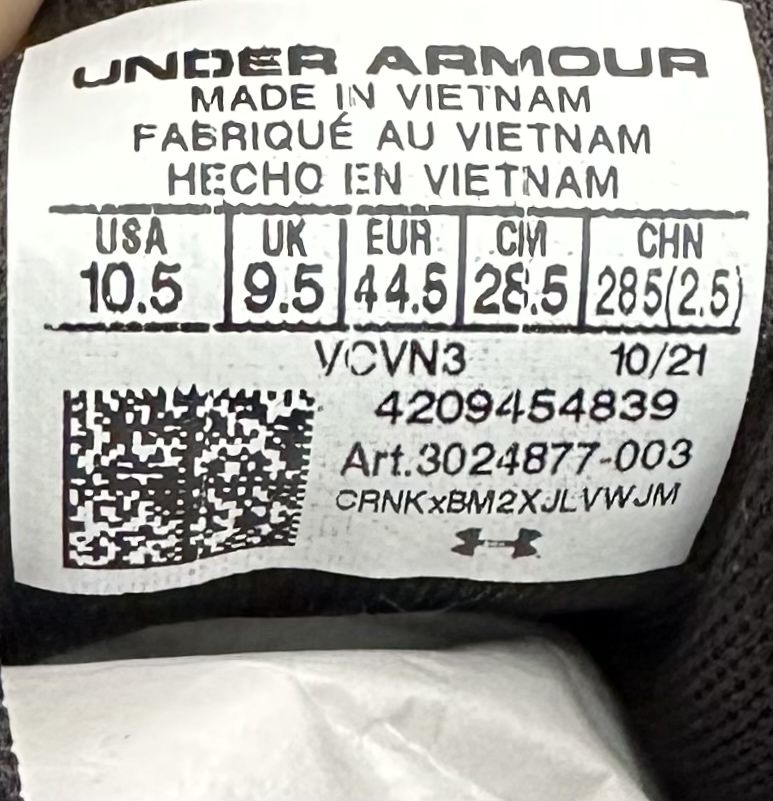 UNDER ARMOUR
MADE IN VIETNAM
FABRIQUÉ AU VIETNAM
HECHO EN VIETNAM
USA UK EUR CM CHN
10.5 9.5 44.5 28.5 285(2.5)
VCVN3 10/21
4209454839
Art.3024877-003
CRNKxBM2XJLVWJM